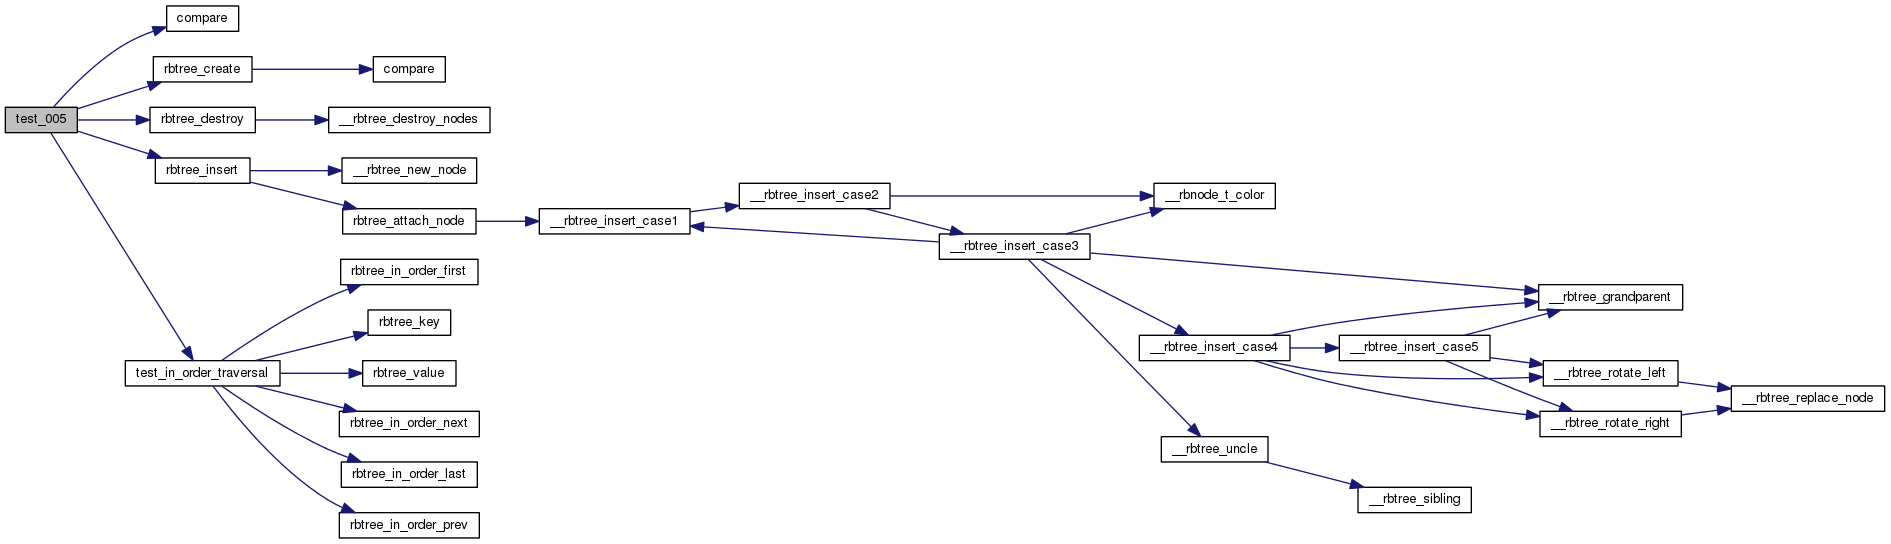 compare
rbtree_create
compare
test_005
rbtree_destroy
__rbtree_destroy_nodes
rbtree_insert
__rbtree_new_node
rbtree_attach_node
__rbtree_insert_case1
__rbtree_insert_case2
__rbnode_t_color
__rbtree_insert_case3
rbtree_in_order_first
__rbtree_grandparent
rbtree_key
__rbtree_insert_case4
__rbtree_insert_case5
test_in_order_traversal
rbtree_value
__rbtree_rotate_left
__rbtree_replace_node
rbtree_in_order_next
__rbtree_rotate_right
__rbtree_uncle
rbtree_in_order_last
__rbtree_sibling
rbtree_in_order_prev